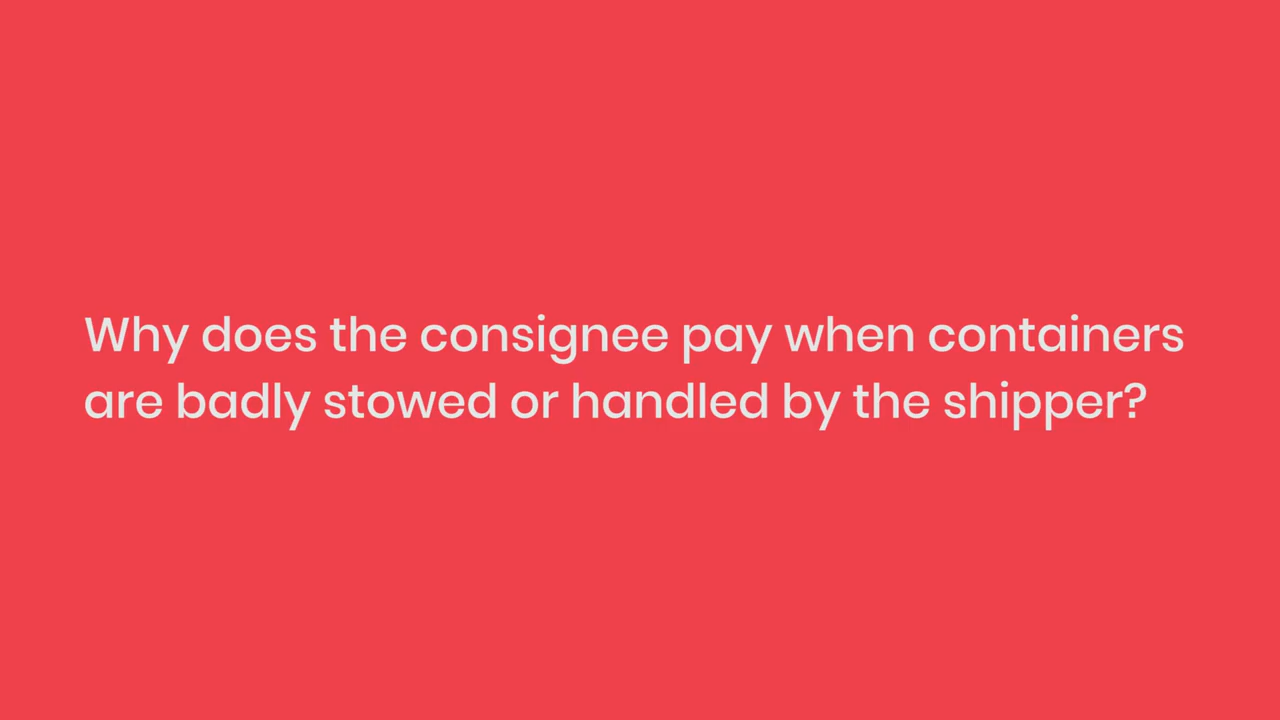 Why does the consignee pay when containers
are badly stowed or handled by the shipper?